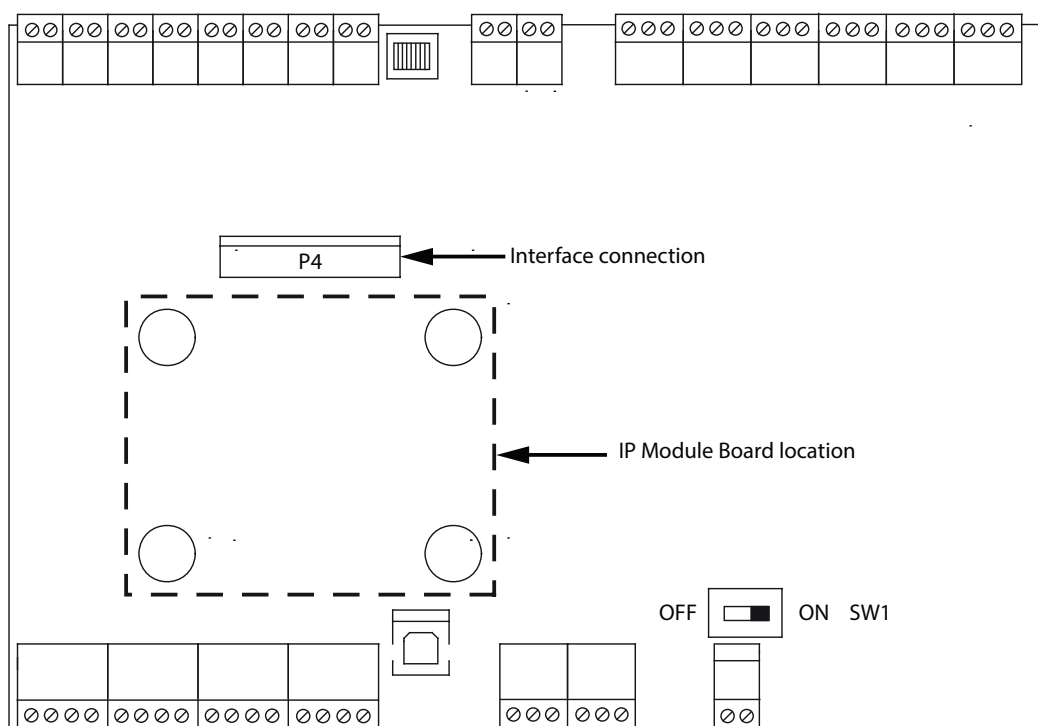 P4
Interface connection
IP Module Board location
OFF
ON SW1